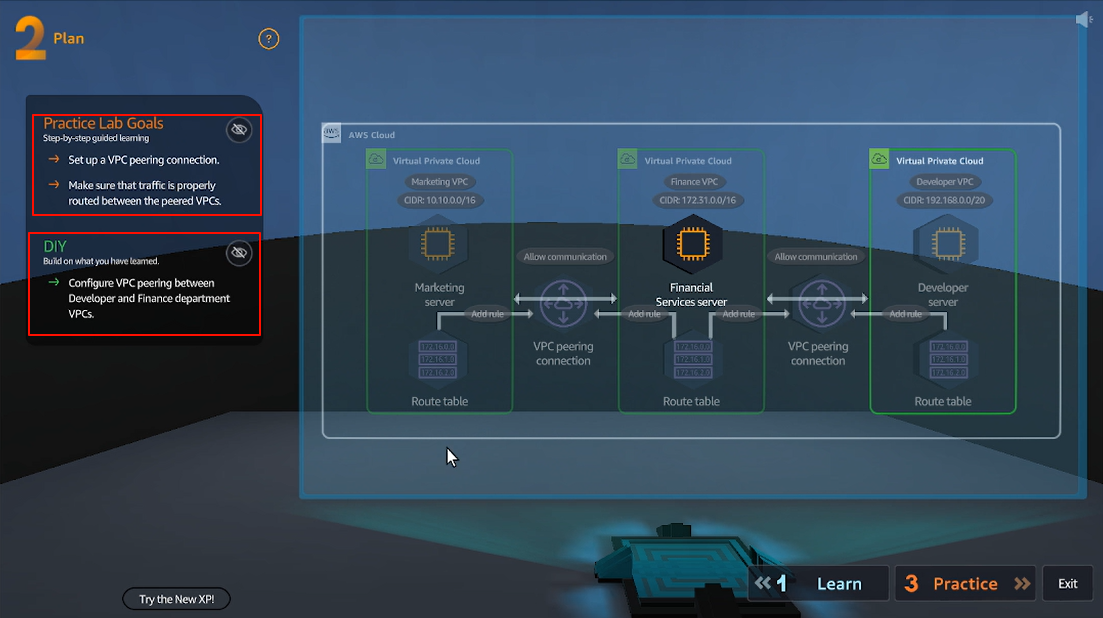 2 Plan
?
Practice Lab Goals
Step-by-step guided learning
→ Set up a VPC peering connection.
→ Make sure that traffic is properly
routed between the peered VPCs.
DIY
Build on what you have learned.
→ Configure VPC peering between
Developer and Finance department
VPCs.
aws AWS Cloud
Virtual Private Cloud
Marketing VPC
CIDR: 10.10.0.0/16
Marketing
server
Add rule
172.16.0.0
172.16.1.0
172.16.2.0
Route table
Allow communication
VPC peering
connection
Virtual Private Cloud
Finance VPC
CIDR: 172.31.0.0/16
Financial
Services server
Add rule
Add rule
172.16.0.0
172.16.1.0
172.16.2.0
Route table
Allow communication
VPC peering
connection
Virtual Private Cloud
Developer VPC
CIDR: 192.168.0.0/20
Developer
server
Add rule
172.16.0.0
172.16.1.0
172.16.2.0
Route table
Try the New XP!
1 Learn
3 Practice
Exit